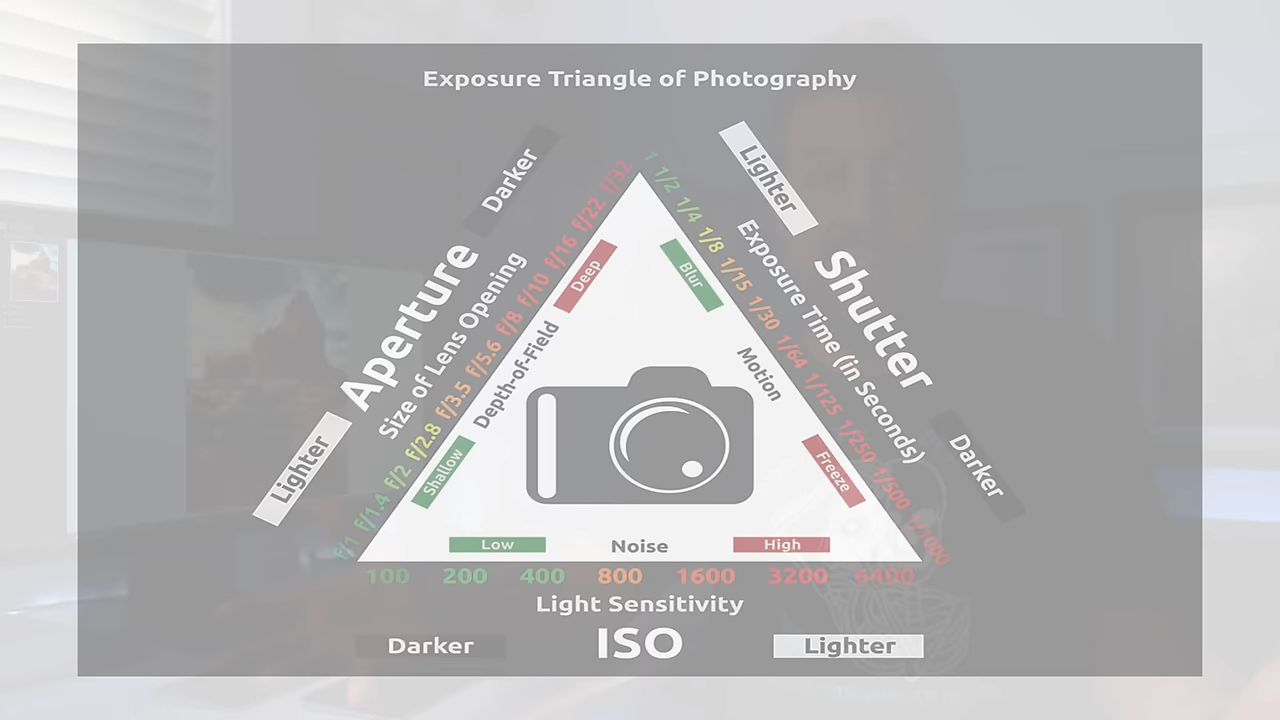 Exposure Triangle of Photography
Darker
Aperture
Size of Lens Opening
Lighter
f/1 f/1.4 f/2 f/2.8 f/3.5 f/5.6 f/8 f/10 f/16 f/22 f/32
Deep
Depth-of-Field
Shallow
Lighter
Shutter
Exposure Time (in Seconds)
Darker
1 1/2 1/4 1/8 1/15 1/30 1/64 1/125 1/250 1/500 1/1000
Blur
Motion
Freeze
Low Noise High
100 200 400 800 1600 3200 6400
Light Sensitivity
Darker ISO Lighter